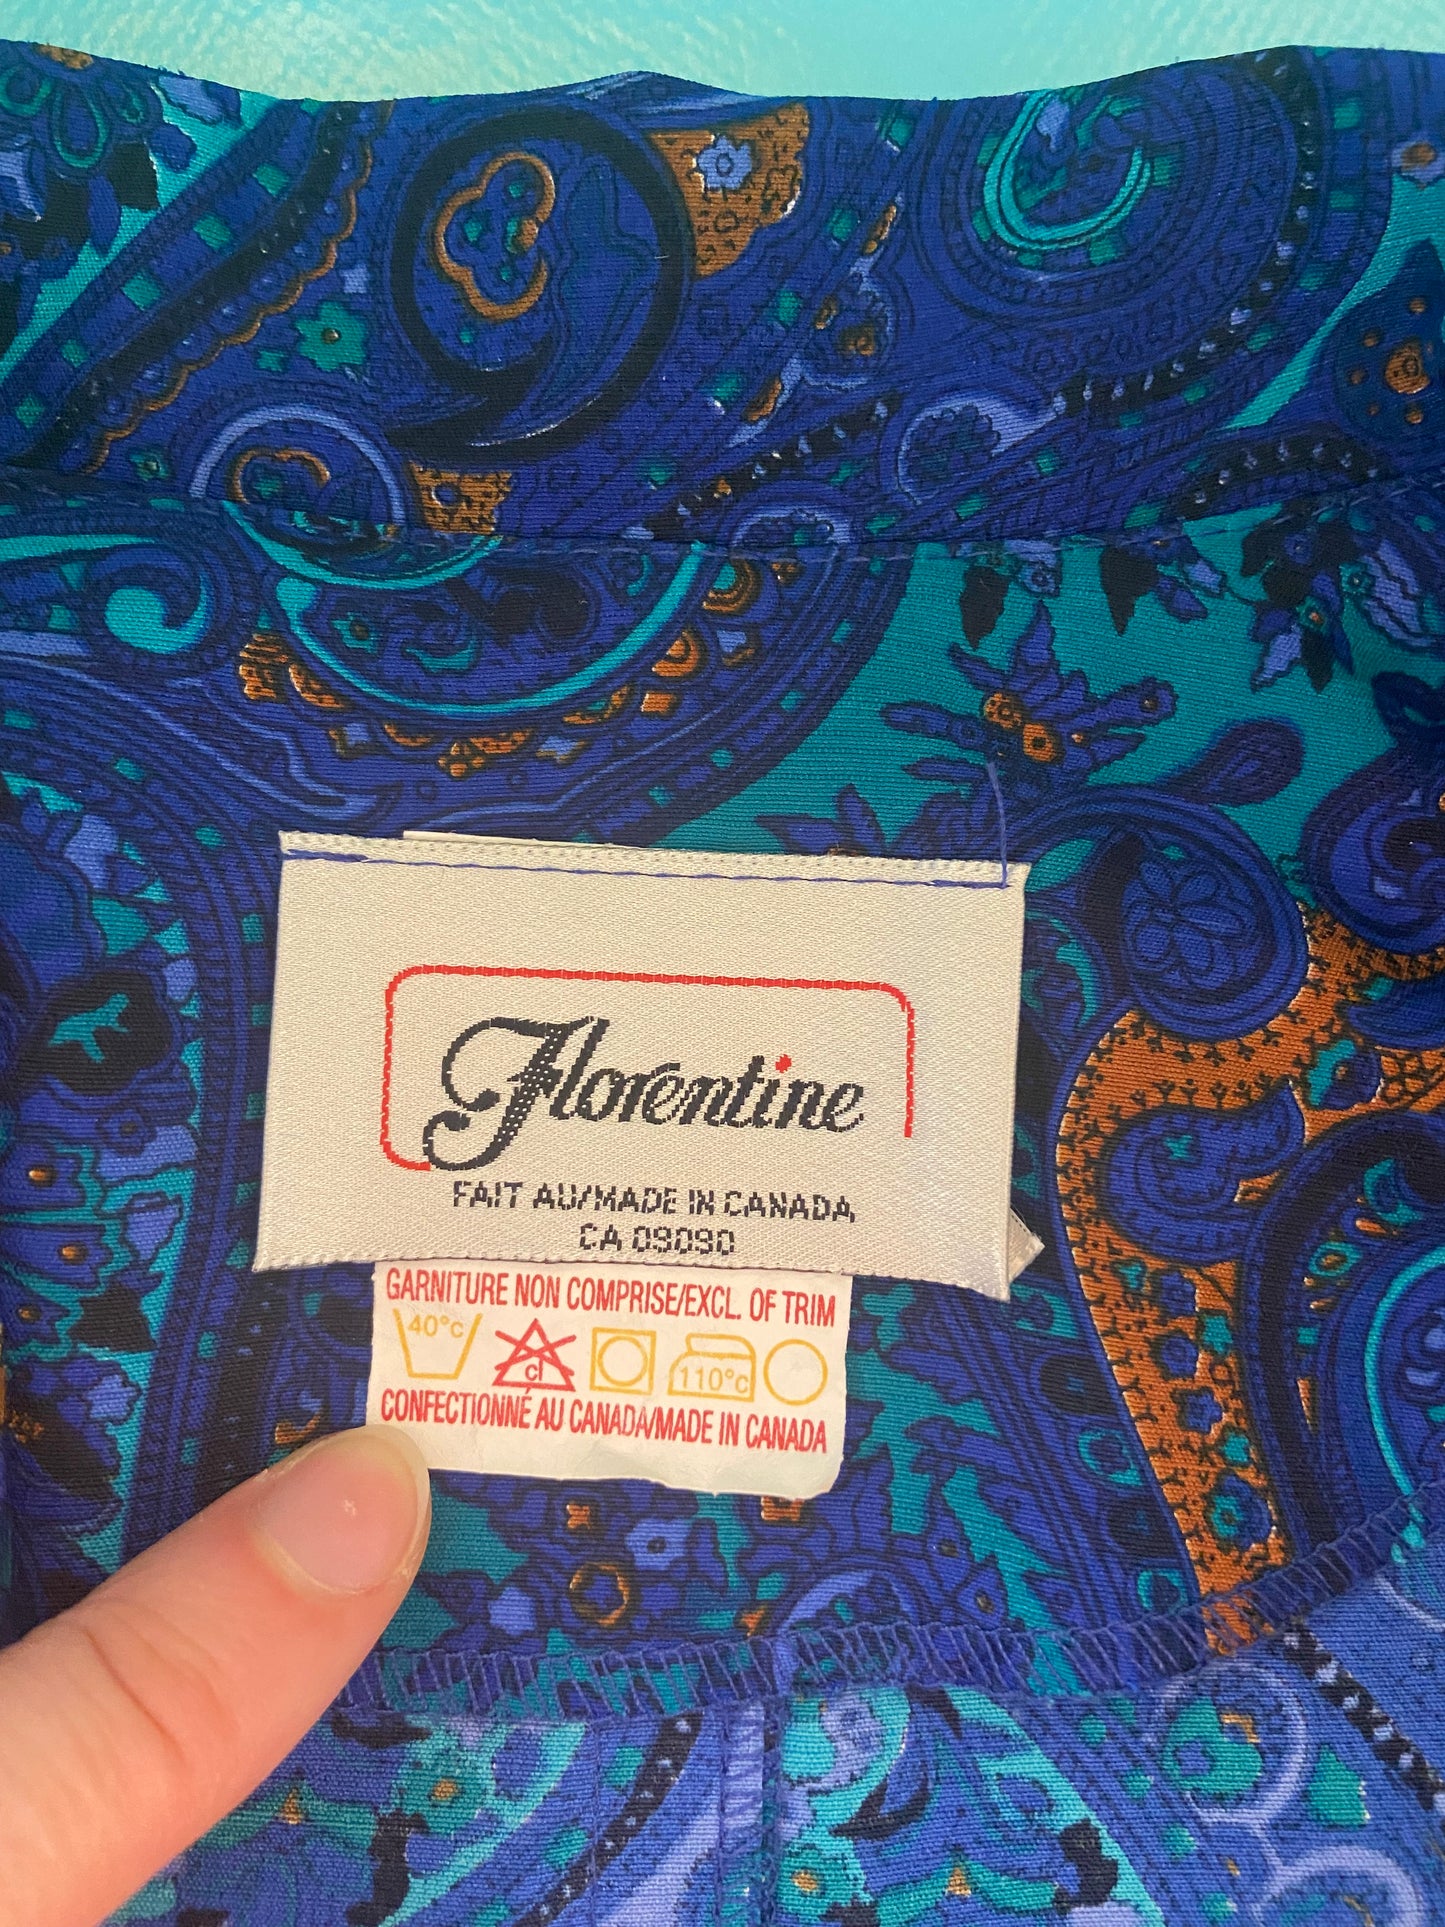 Florentine
FAIT AU/MADE IN CANADA
CA 09090
GARNITURE NON COMPRISE/EXCL. OF TRIM
40°c cl 110°c
CONFECTIONNÉ AU CANADA/MADE IN CANADA